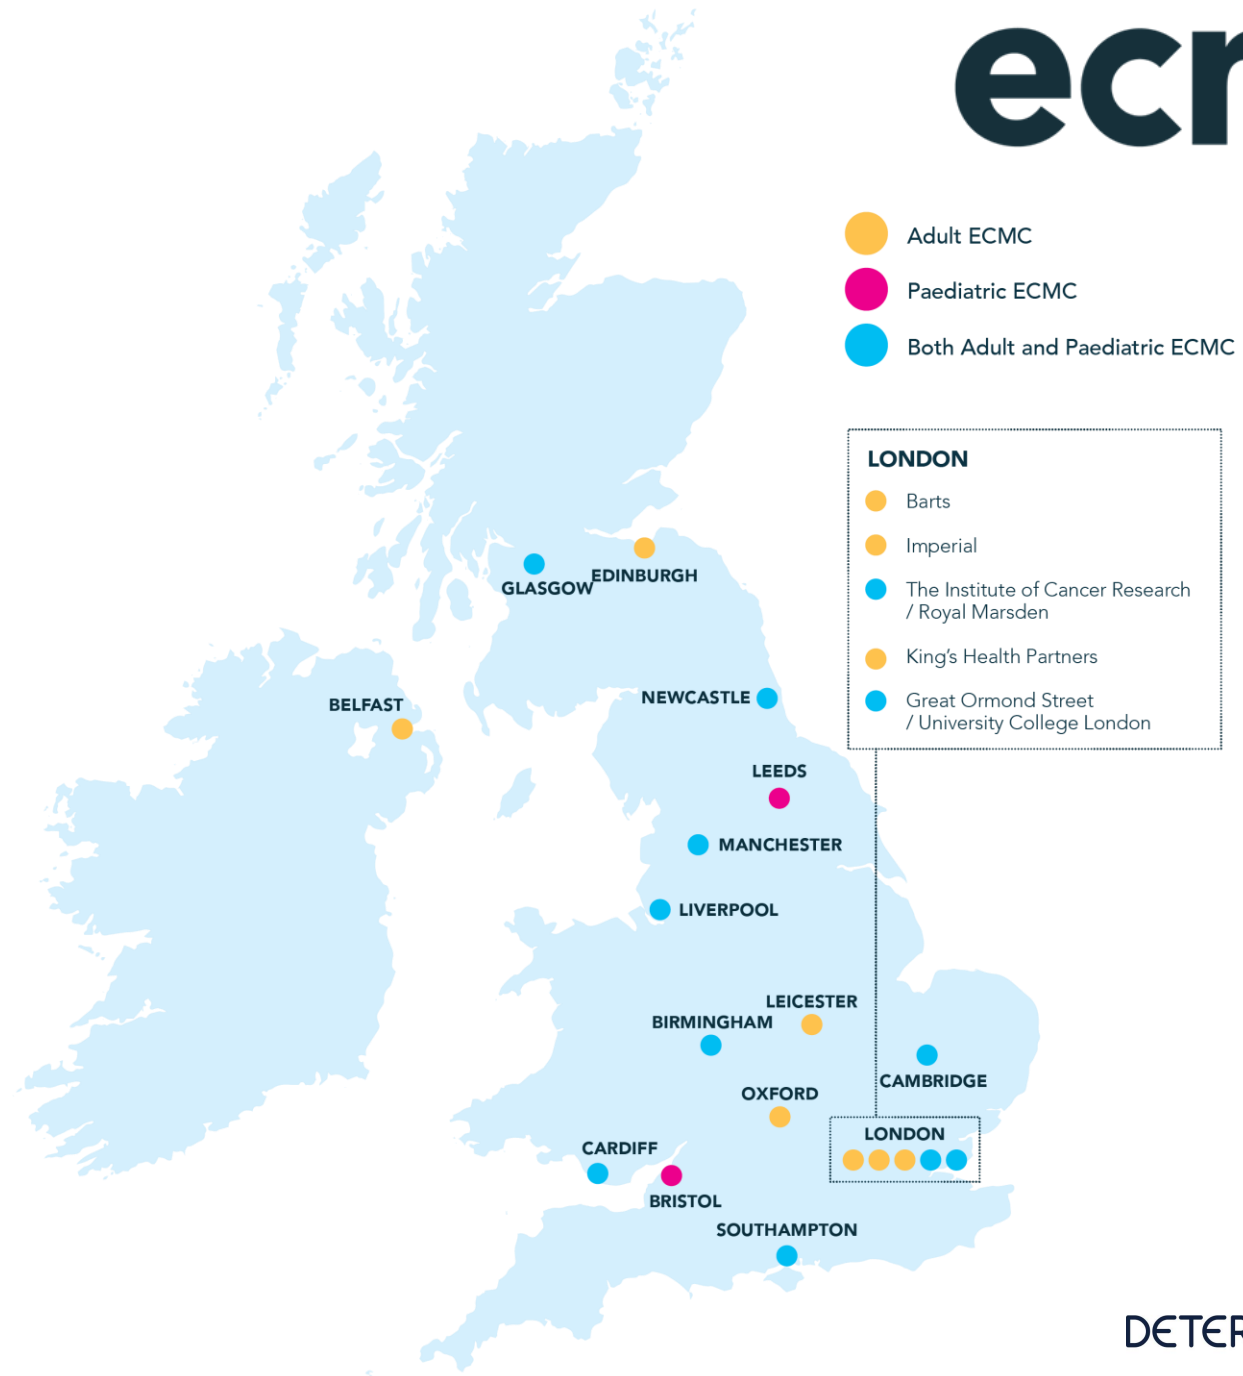 ecr
Adult ECMC
Paediatric ECMC
Both Adult and Paediatric ECMC
LONDON
Barts
Imperial
The Institute of Cancer Research
/ Royal Marsden
King's Health Partners
Great Ormond Street
/ University College London
GLASGOW
EDINBURGH
BELFAST
NEWCASTLE
LEEDS
MANCHESTER
LIVERPOOL
LEICESTER
BIRMINGHAM
CAMBRIDGE
OXFORD
LONDON
CARDIFF
BRISTOL
SOUTHAMPTON
DETER